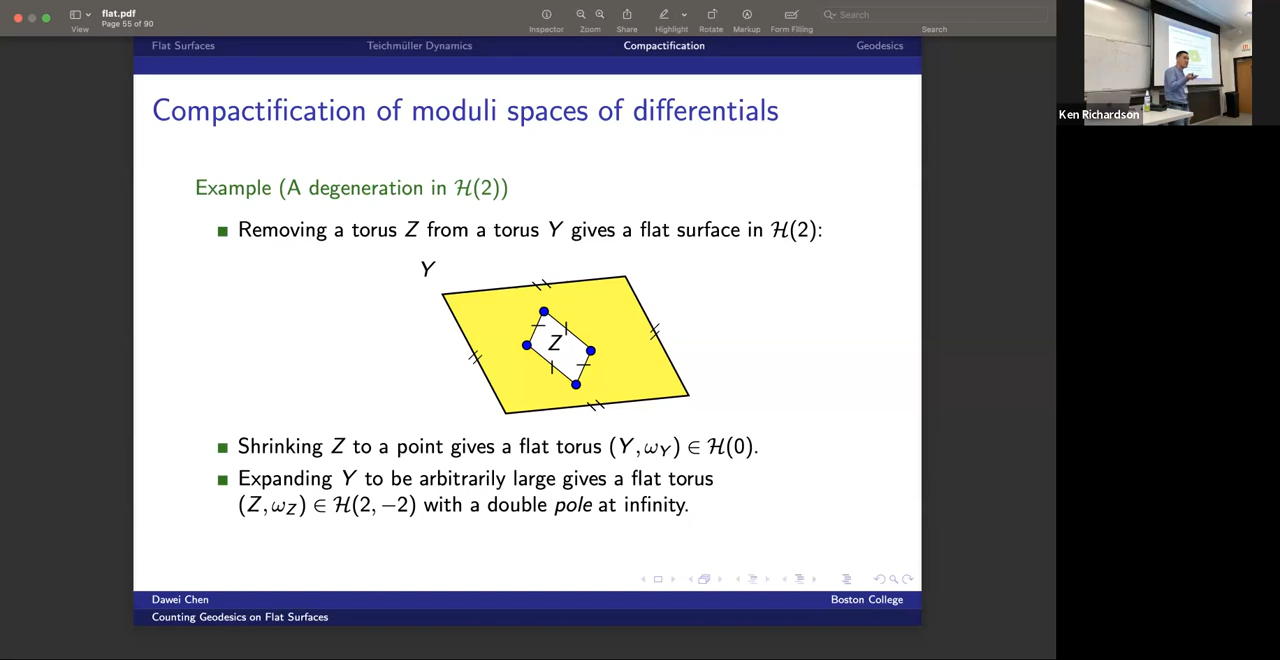 flat.pdf
Page 55 of 90
View
Inspector
Zoom
Share
Highlight
Rotate
Markup
Form Filling
Search
Search
Ken Richardson
Flat Surfaces
Teichmüller Dynamics
Compactification
Geodesics
Compactification of moduli spaces of differentials
Example (A degeneration in ℋ(2))
Removing a torus Z from a torus Y gives a flat surface in ℋ(2):
Y
Z
Shrinking Z to a point gives a flat torus (Y, ω_Y) ∈ ℋ(0).
Expanding Y to be arbitrarily large gives a flat torus
(Z, ω_Z) ∈ ℋ(2, −2) with a double pole at infinity.
Dawei Chen
Boston College
Counting Geodesics on Flat Surfaces